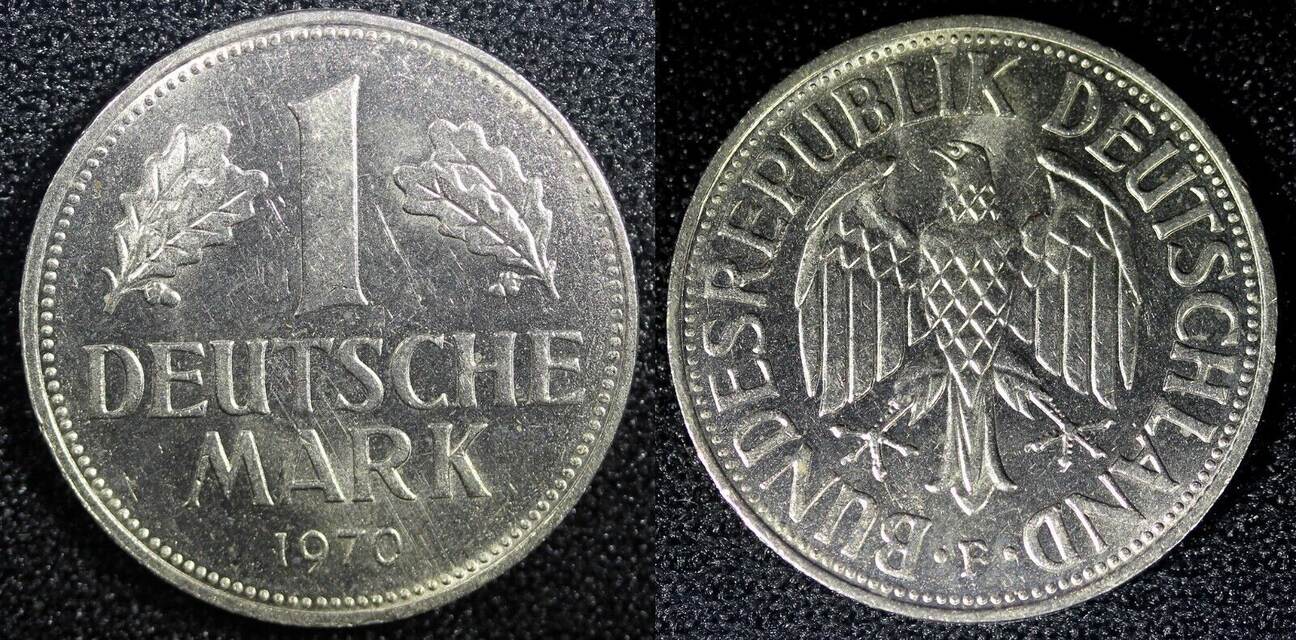 1
DEUTSCHE
MARK
1970
BUNDESREPUBLIK DEUTSCHLAND
· F ·